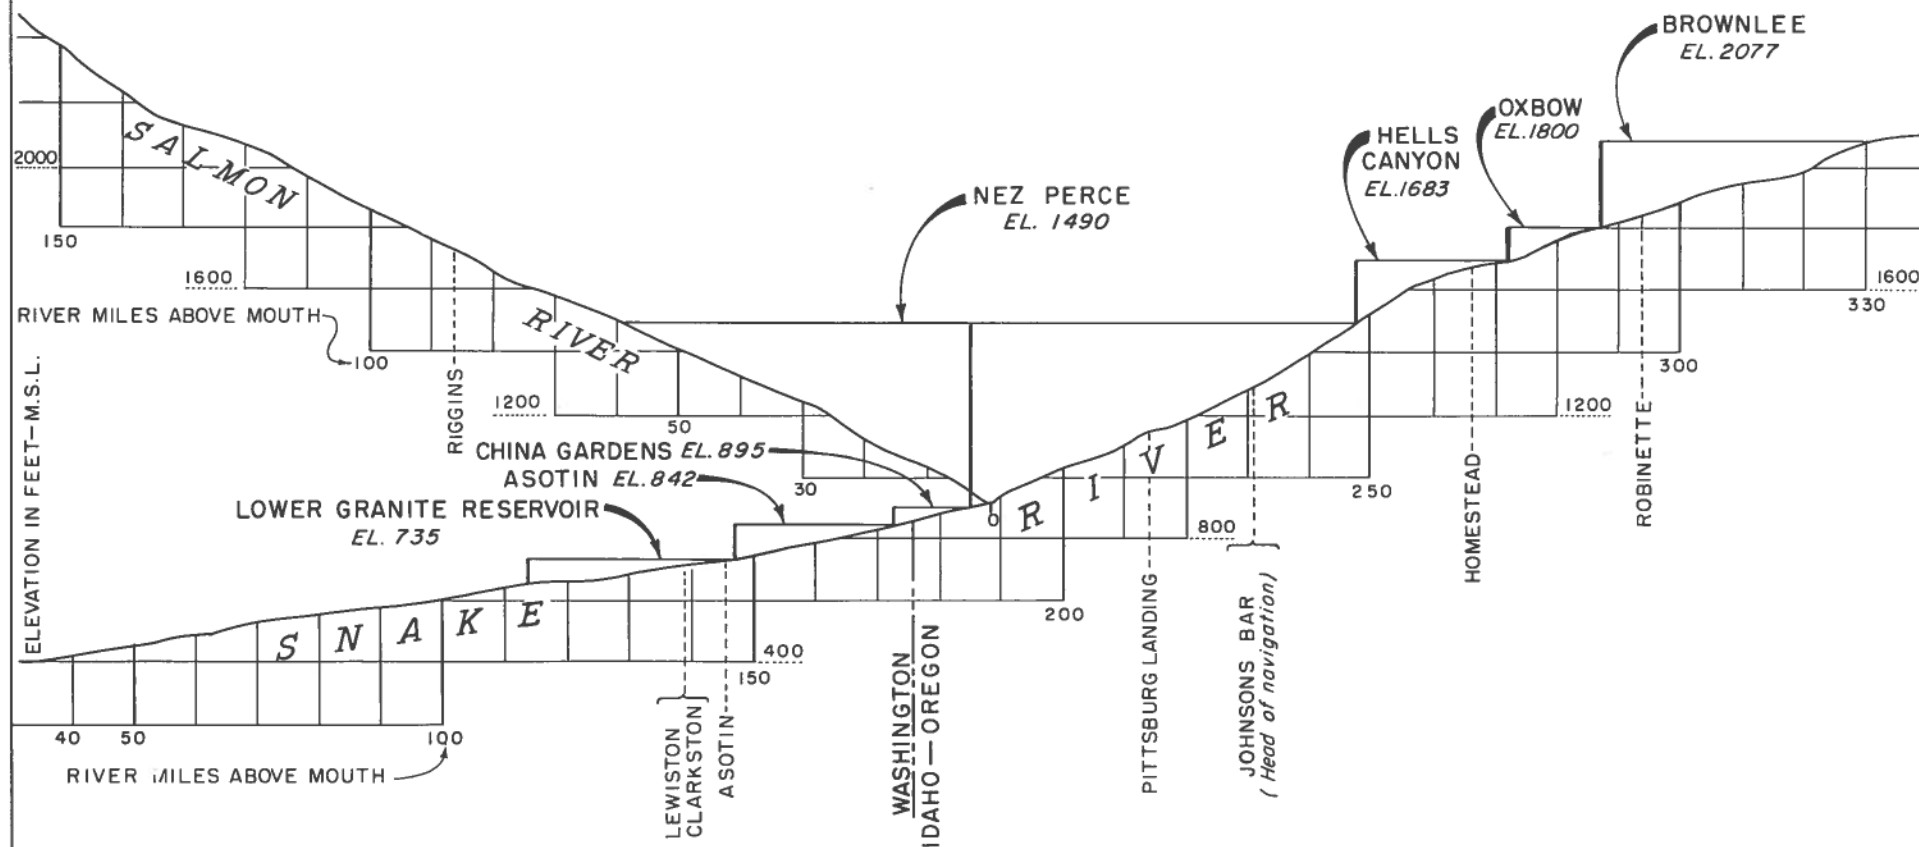 BROWNLEE
EL. 2077
OXBOW
EL. 1800
HELLS
CANYON
EL. 1683
NEZ PERCE
EL. 1490
SALMON
RIVER
2000
150
1600
RIVER MILES ABOVE MOUTH
100
RIGGINS
1200
50
30
CHINA GARDENS EL. 895
ASOTIN EL. 842
LOWER GRANITE RESERVOIR
EL. 735
0
ELEVATION IN FEET—M.S.L.
SNAKE
RIVER
1600
330
300
1200
250
800
200
400
150
40
50
100
RIVER MILES ABOVE MOUTH
LEWISTON
CLARKSTON
ASOTIN
WASHINGTON
IDAHO—OREGON
PITTSBURG LANDING
JOHNSONS BAR
(Head of navigation)
HOMESTEAD
ROBINETTE